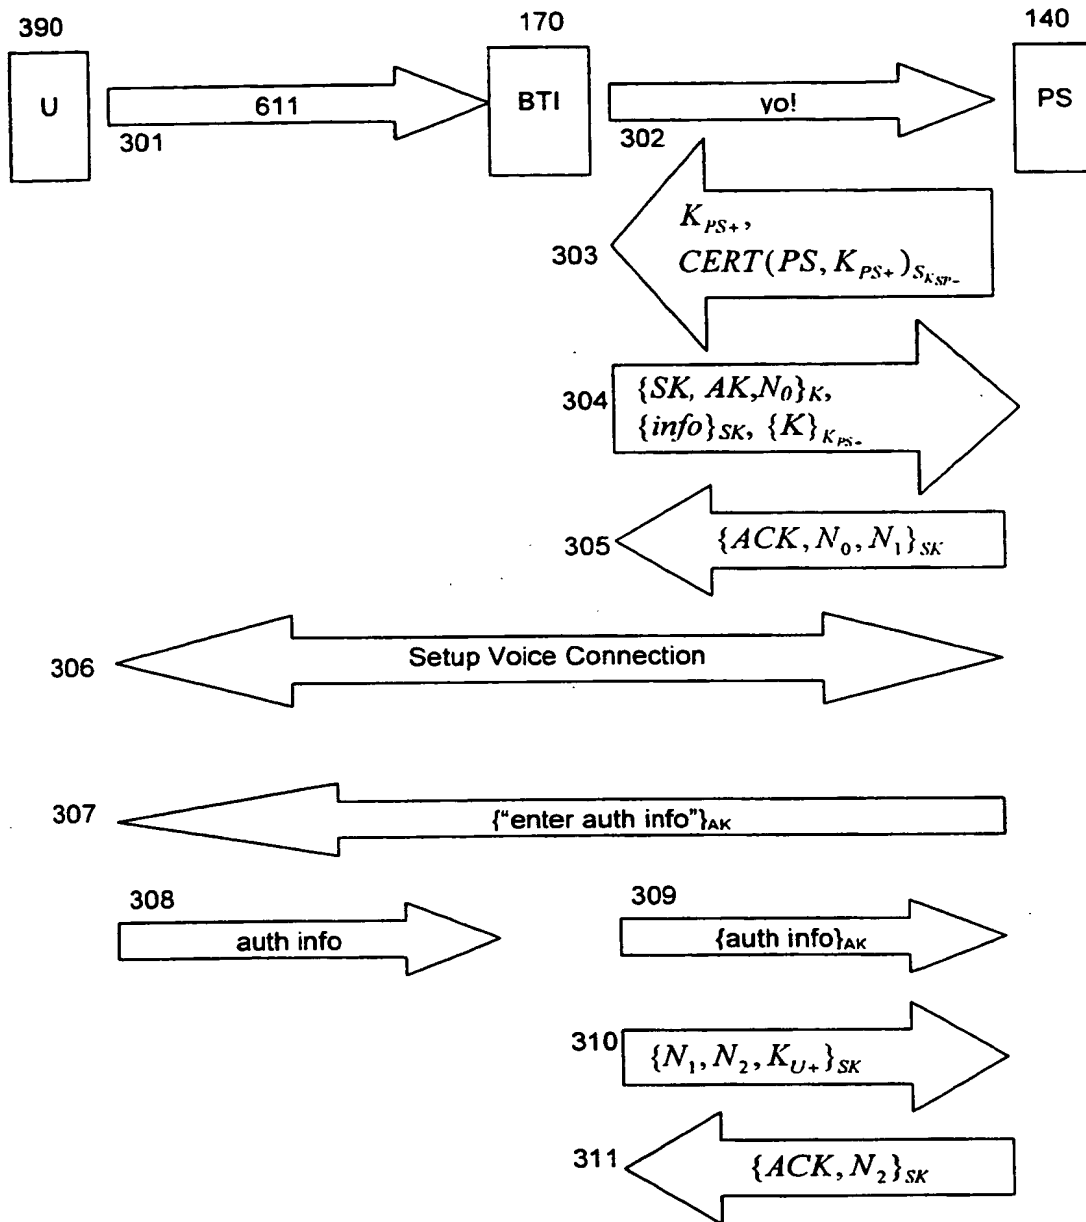 390
170
140
U
611
BTI
yo!
PS
301
302
303
K_{PS+},
CERT(PS, K_{PS+})_{S_{KSP-}}
304
{SK, AK, N_0}_K,
{info}_{SK}, {K}_{K_{PS-}}
305
{ACK, N_0, N_1}_{SK}
306
Setup Voice Connection
307
{"enter auth info"}_{AK}
308
auth info
309
{auth info}_{AK}
310
{N_1, N_2, K_{U+}}_{SK}
311
{ACK, N_2}_{SK}